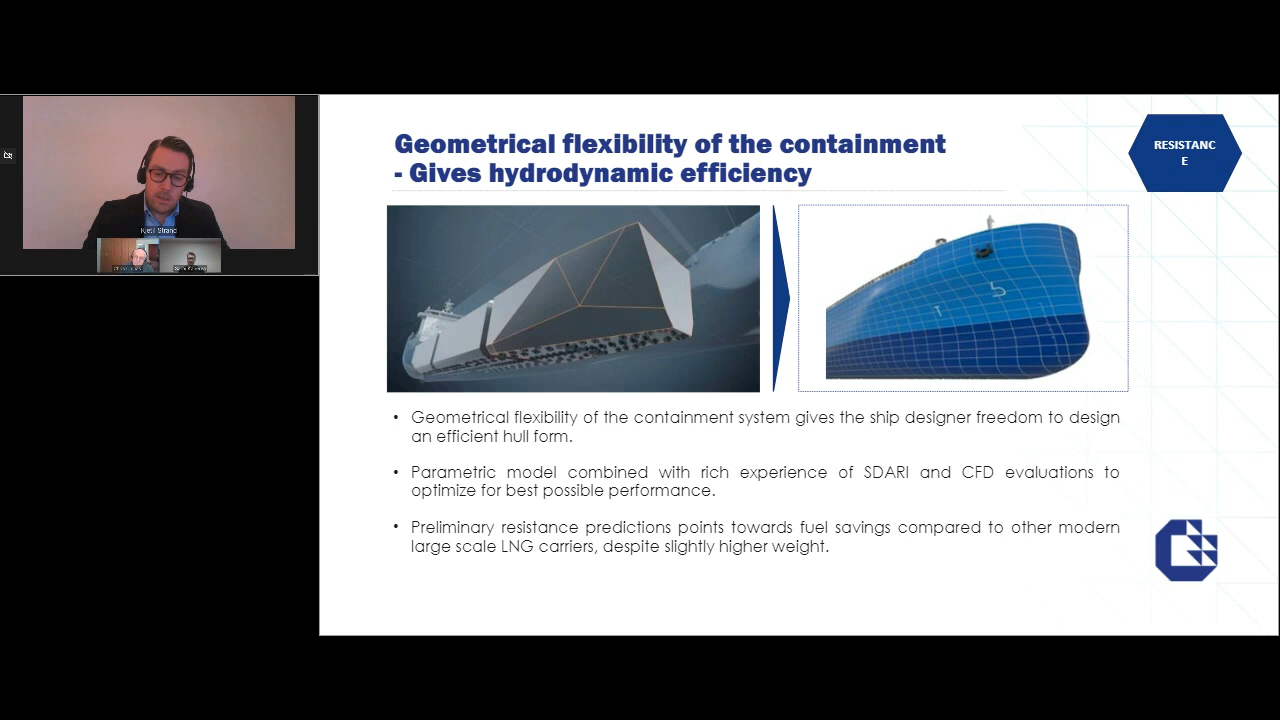 Geometrical flexibility of the containment
- Gives hydrodynamic efficiency
RESISTANC
E
Kjetil Strand
• Geometrical flexibility of the containment system gives the ship designer freedom to design
an efficient hull form.
• Parametric model combined with rich experience of SDARI and CFD evaluations to
optimize for best possible performance.
• Preliminary resistance predictions points towards fuel savings compared to other modern
large scale LNG carriers, despite slightly higher weight.